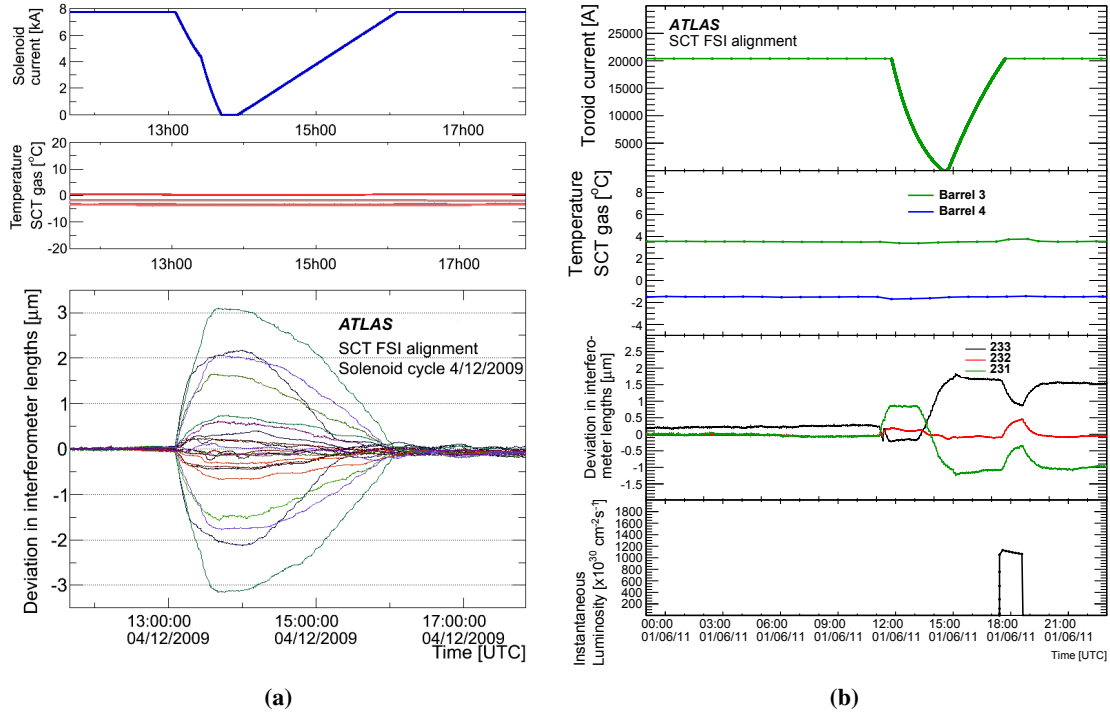 Solenoid
current [kA]
8
6
4
2
0
13h00
15h00
17h00
Temperature
SCT gas [°C]
20
10
0
-10
-20
13h00
15h00
17h00
Deviation in interferometer lengths [μm]
3
2
1
0
-1
-2
-3
ATLAS
SCT FSI alignment
Solenoid cycle 4/12/2009
13:00:00
04/12/2009
15:00:00
04/12/2009
17:00:00
04/12/2009
Time [UTC]
(a)
Toroid current [A]
25000
20000
15000
10000
5000
ATLAS
SCT FSI alignment
Temperature
SCT gas [°C]
8
6
4
2
0
-2
-4
Barrel 3
Barrel 4
Deviation in interfero-
meter lengths [μm]
2.5
2
1.5
1
0.5
0
-0.5
-1
-1.5
233
232
231
Instantaneous
Luminosity [x10³⁰ cm⁻²s⁻¹]
1800
1600
1400
1200
1000
800
600
400
200
00:00
01/06/11
03:00
01/06/11
06:00
01/06/11
09:00
01/06/11
12:00
01/06/11
15:00
01/06/11
18:00
01/06/11
21:00
01/06/11
Time [UTC]
(b)